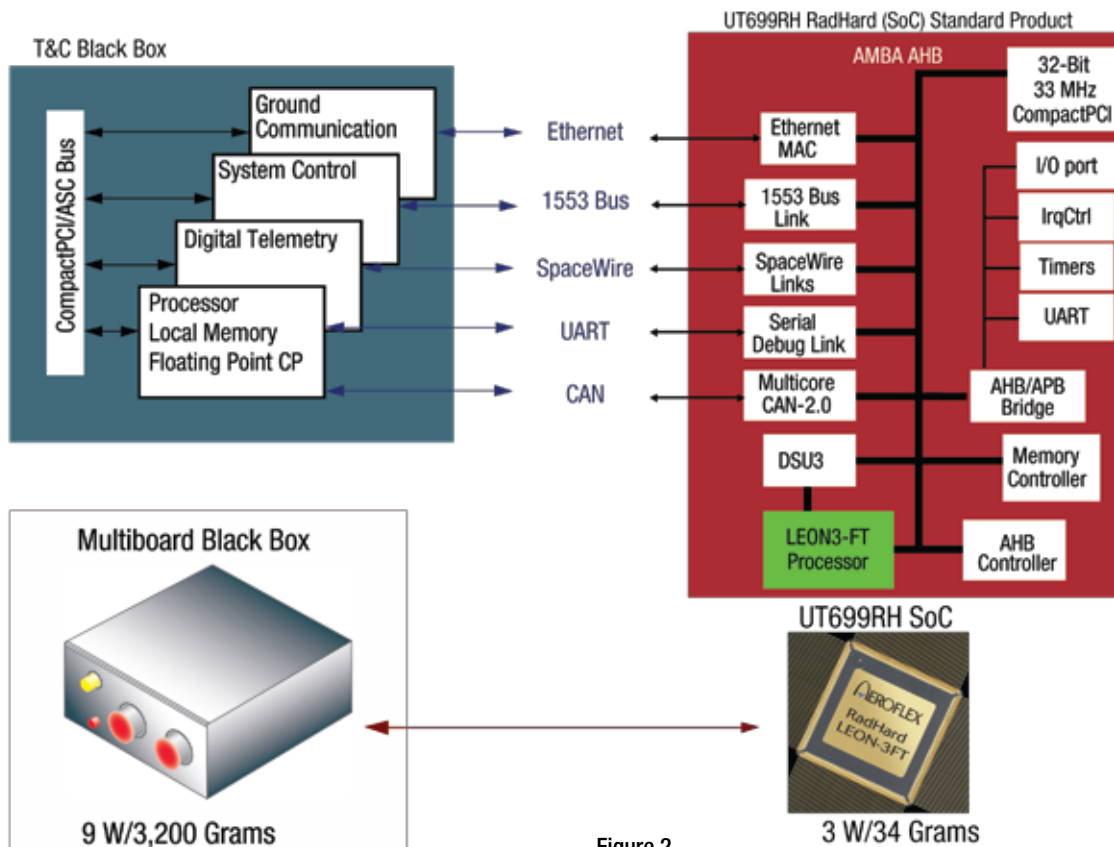 T&C Black Box
CompactPCI/ASC Bus
Ground
Communication
System Control
Digital Telemetry
Processor
Local Memory
Floating Point CP
Ethernet
1553 Bus
SpaceWire
UART
CAN
UT699RH RadHard (SoC) Standard Product
AMBA AHB
32-Bit
33 MHz
CompactPCI
Ethernet
MAC
1553 Bus
Link
SpaceWire
Links
Serial
Debug Link
Multicore
CAN-2.0
DSU3
LEON3-FT
Processor
I/O port
IrqCtrl
Timers
UART
AHB/APB
Bridge
Memory
Controller
AHB
Controller
Multiboard Black Box
9 W/3,200 Grams
UT699RH SoC
AEROFLEX
RadHard
LEON-3FT
3 W/34 Grams
Figure 2